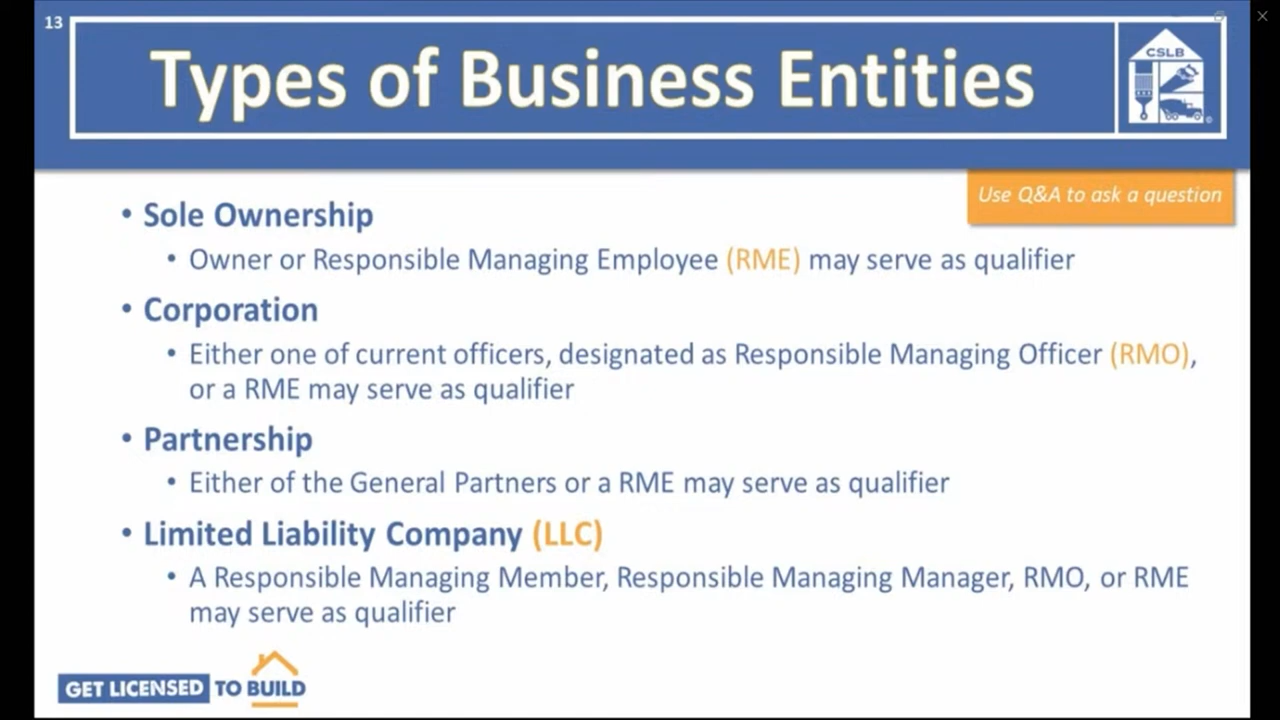 13
Types of Business Entities
CSLB
Use Q&A to ask a question
• Sole Ownership
• Owner or Responsible Managing Employee (RME) may serve as qualifier
• Corporation
• Either one of current officers, designated as Responsible Managing Officer (RMO),
or a RME may serve as qualifier
• Partnership
• Either of the General Partners or a RME may serve as qualifier
• Limited Liability Company (LLC)
• A Responsible Managing Member, Responsible Managing Manager, RMO, or RME
may serve as qualifier
GET LICENSED TO BUILD